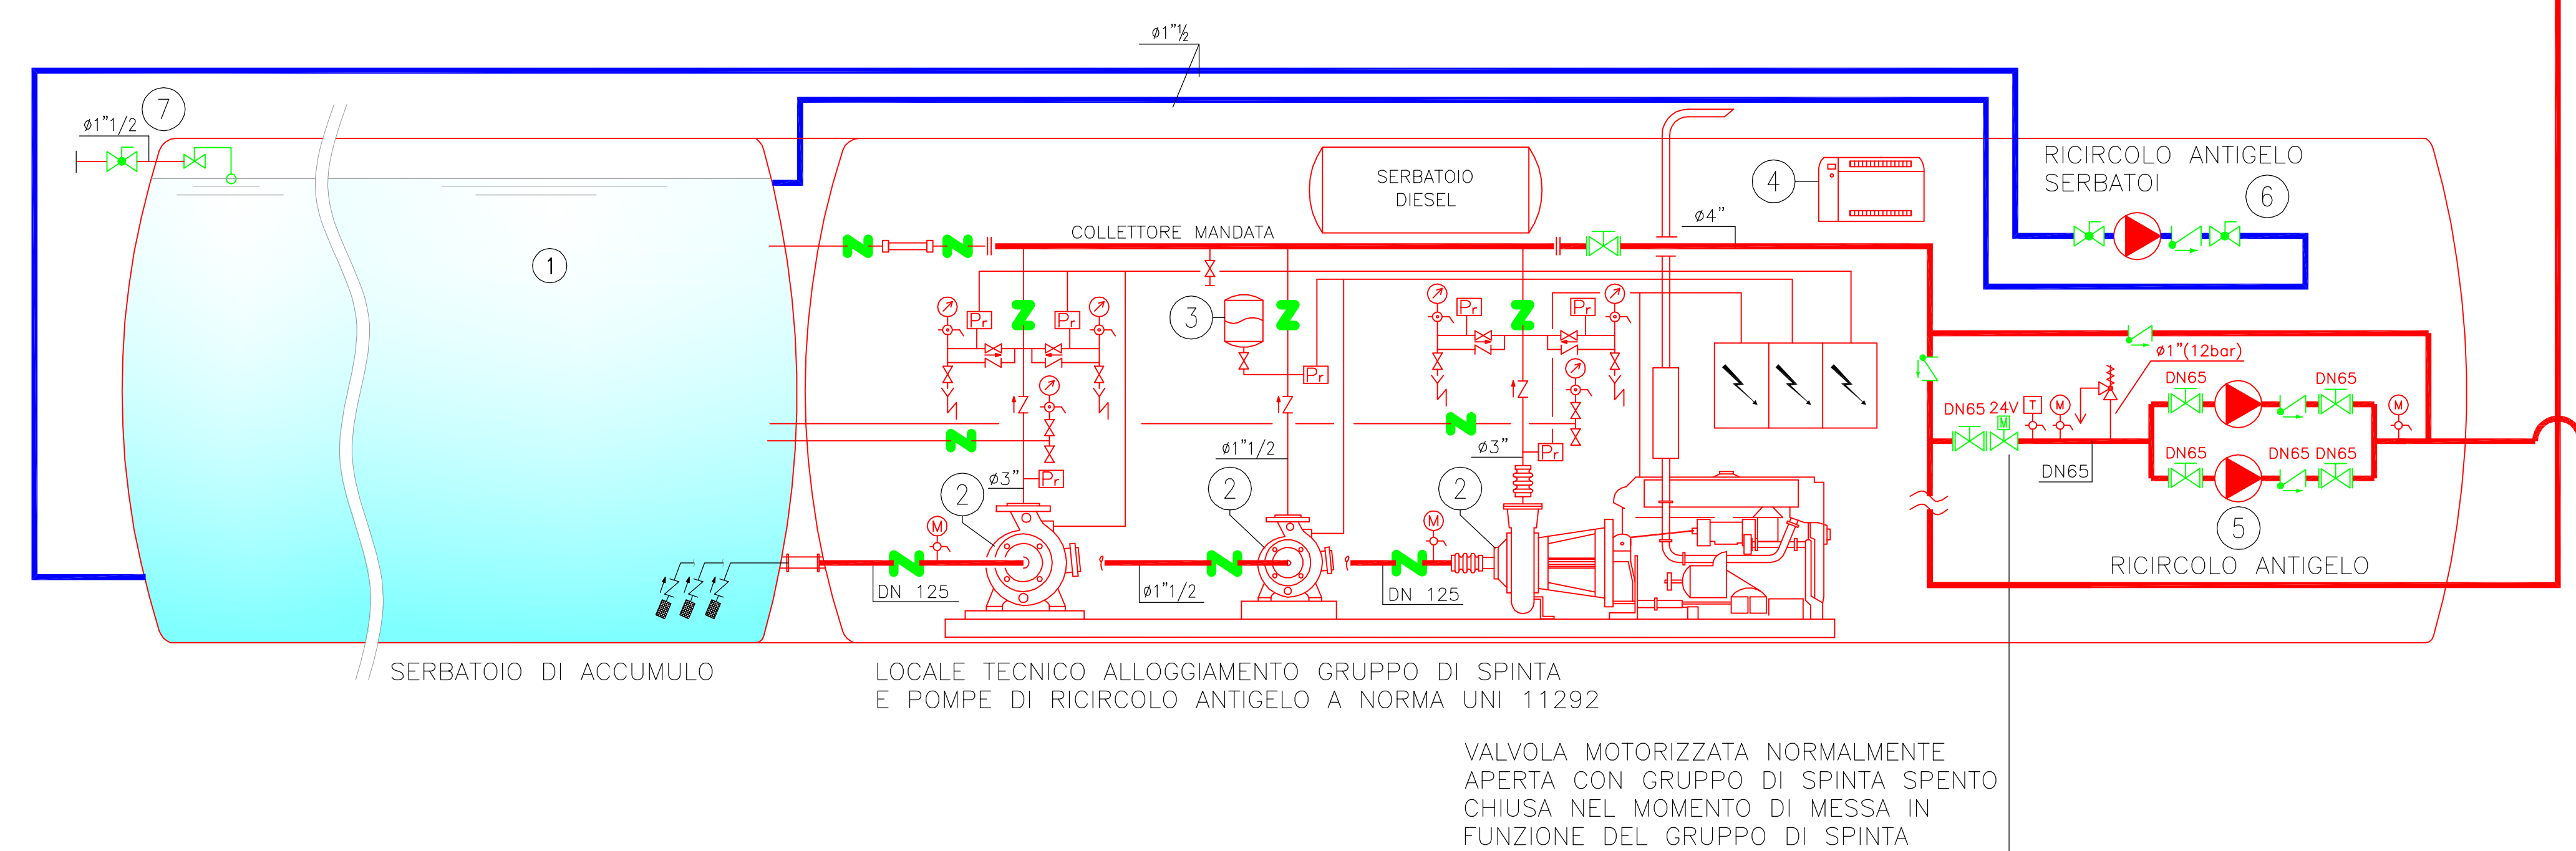 ø1"½
7
ø1"1/2
RICIRCOLO ANTIGELO
SERBATOI
6
4
SERBATOIO
DIESEL
ø4"
COLLETTORE MANDATA
1
3
Pr
Pr
Pr
Pr
Pr
ø1"(12bar)
DN65
DN65
DN65
24V
M
T
M
M
ø1"1/2
ø3"
Pr
ø3"
Pr
DN65
DN65
DN65
DN65
DN65
2
2
2
5
M
M
RICIRCOLO ANTIGELO
DN 125
ø1"1/2
DN 125
SERBATOIO DI ACCUMULO
LOCALE TECNICO ALLOGGIAMENTO GRUPPO DI SPINTA
E POMPE DI RICIRCOLO ANTIGELO A NORMA UNI 11292
VALVOLA MOTORIZZATA NORMALMENTE
APERTA CON GRUPPO DI SPINTA SPENTO
CHIUSA NEL MOMENTO DI MESSA IN
FUNZIONE DEL GRUPPO DI SPINTA